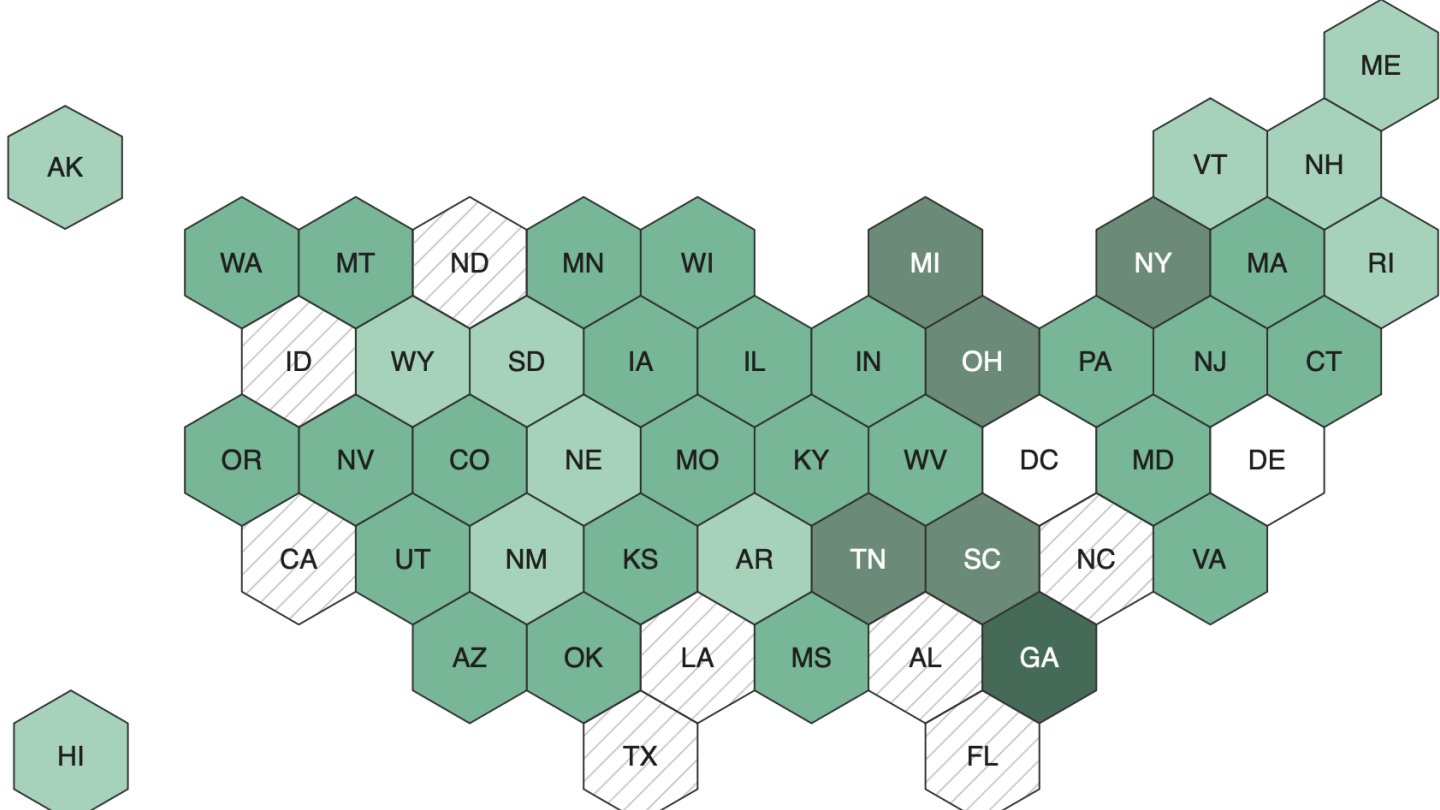 ME
AK
VT NH
WA MT ND MN WI MI NY MA RI
ID WY SD IA IL IN OH PA NJ CT
OR NV CO NE MO KY WV DC MD DE
CA UT NM KS AR TN SC NC VA
AZ OK LA MS AL GA
HI TX FL